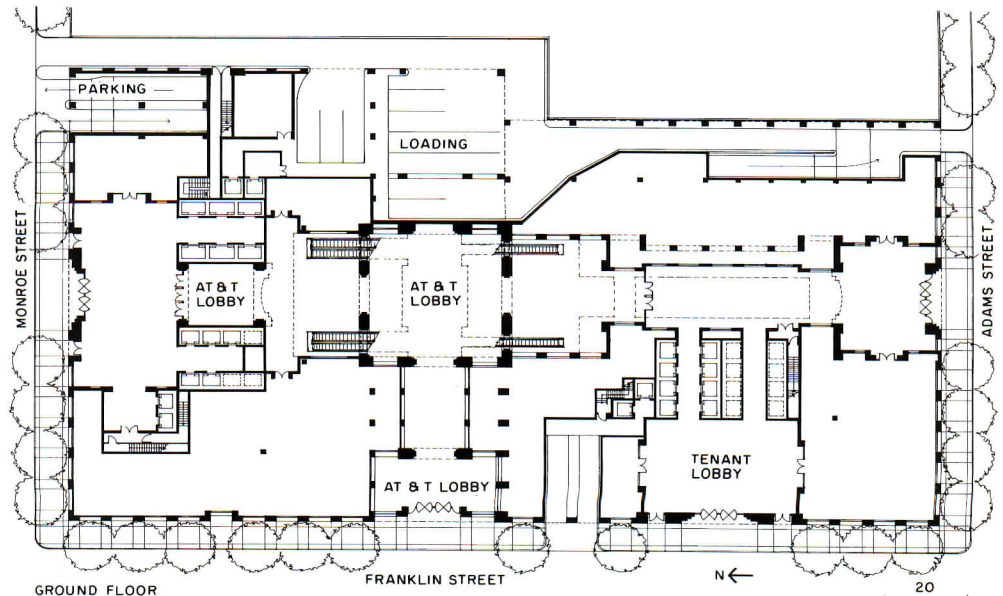 PARKING
LOADING
MONROE STREET
AT & T
LOBBY
AT & T
LOBBY
ADAMS STREET
TENANT
LOBBY
AT & T LOBBY
FRANKLIN STREET
N
GROUND FLOOR
20